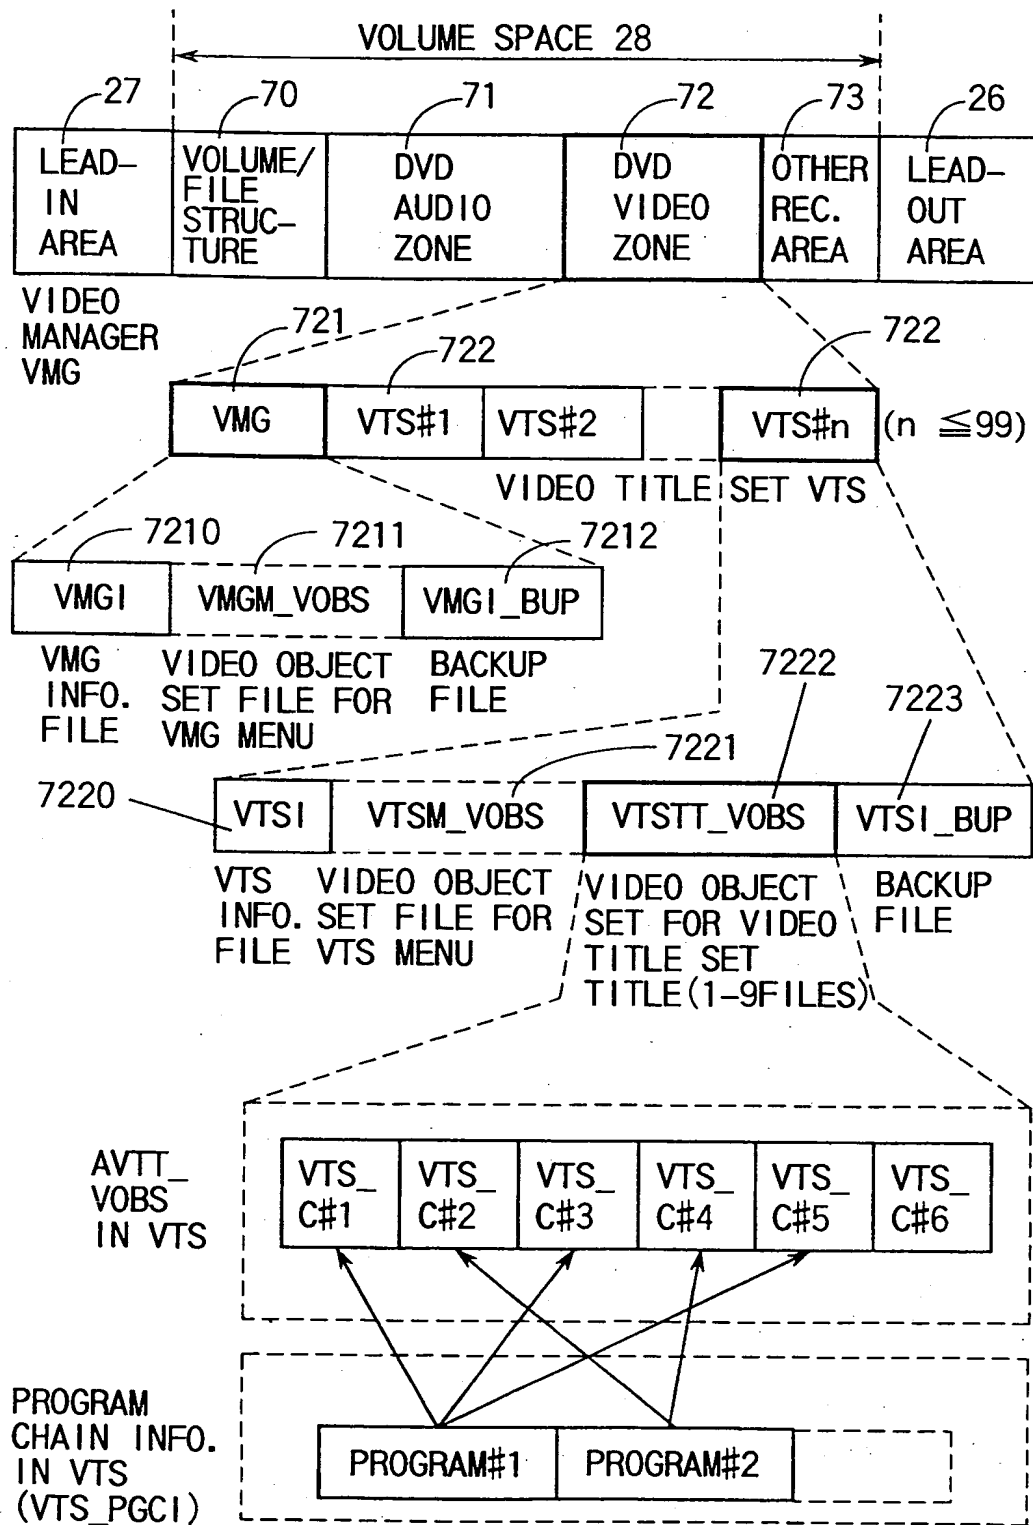 VOLUME SPACE 28
27
70
71
72
73
26
LEAD-
IN
AREA
VOLUME/
FILE
STRUC-
TURE
DVD
AUDIO
ZONE
DVD
VIDEO
ZONE
OTHER
REC.
AREA
LEAD-
OUT
AREA
VIDEO
MANAGER
VMG
721
722
722
VMG
VTS#1
VTS#2
VTS#n
(n ≦99)
VIDEO TITLE SET VTS
7210
7211
7212
VMGI
VMGM_VOBS
VMGI_BUP
VMG
INFO.
FILE
VIDEO OBJECT
SET FILE FOR
VMG MENU
BACKUP
FILE
7220
7221
7222
7223
VTSI
VTSM_VOBS
VTSTT_VOBS
VTSI_BUP
VTS
INFO.
FILE
VIDEO OBJECT
SET FILE FOR
VTS MENU
VIDEO OBJECT
SET FOR VIDEO
TITLE SET
TITLE(1-9FILES)
BACKUP
FILE
AVTT_
VOBS
IN VTS
VTS_
C#1
VTS_
C#2
VTS_
C#3
VTS_
C#4
VTS_
C#5
VTS_
C#6
PROGRAM
CHAIN INFO.
IN VTS
(VTS_PGCI)
PROGRAM#1
PROGRAM#2